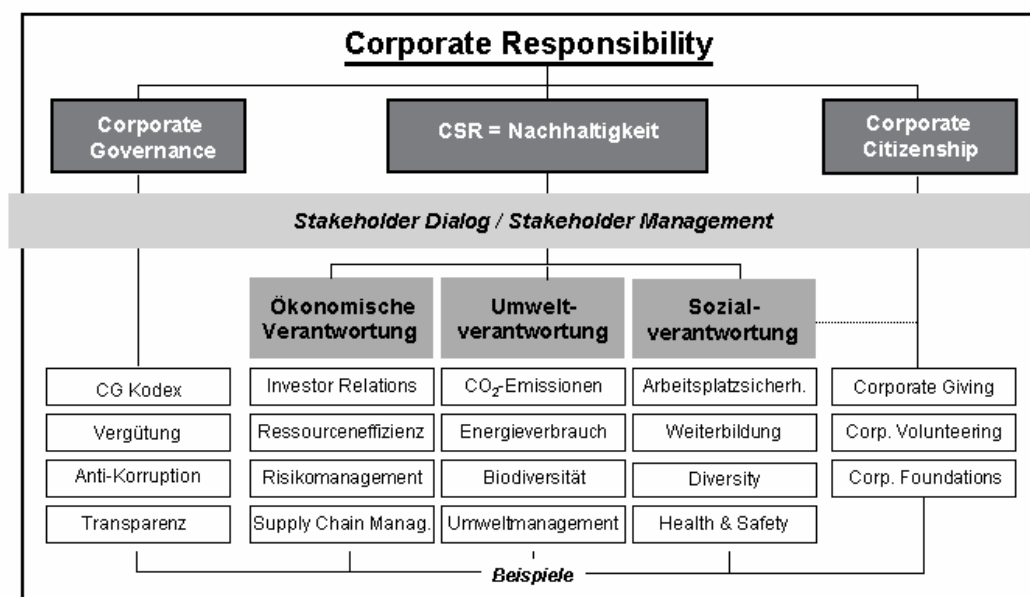 Corporate Responsibility
Corporate
Governance
CSR = Nachhaltigkeit
Corporate
Citizenship
Stakeholder Dialog / Stakeholder Management
Ökonomische
Verantwortung
Umwelt-
verantwortung
Sozial-
verantwortung
CG Kodex
Investor Relations
CO₂-Emissionen
Arbeitsplatzsicherh.
Corporate Giving
Vergütung
Ressourceneffizienz
Energieverbrauch
Weiterbildung
Corp. Volunteering
Anti-Korruption
Risikomanagement
Biodiversität
Diversity
Corp. Foundations
Transparenz
Supply Chain Manag.
Umweltmanagement
Health & Safety
Beispiele